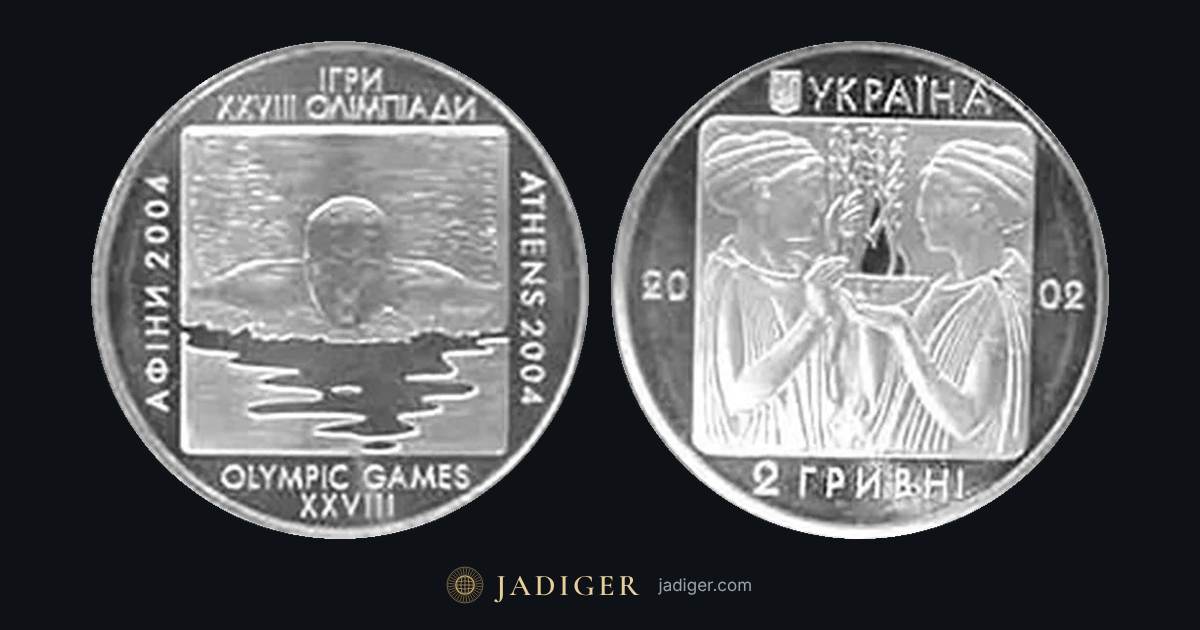 ІГРИ
XXVIII ОЛІМПІАДИ
АФІНИ 2004
ATHENS 2004
OLYMPIC GAMES
XXVIII
УКРАЇНА
20 02
2 ГРИВНІ
JADIGER jadiger.com